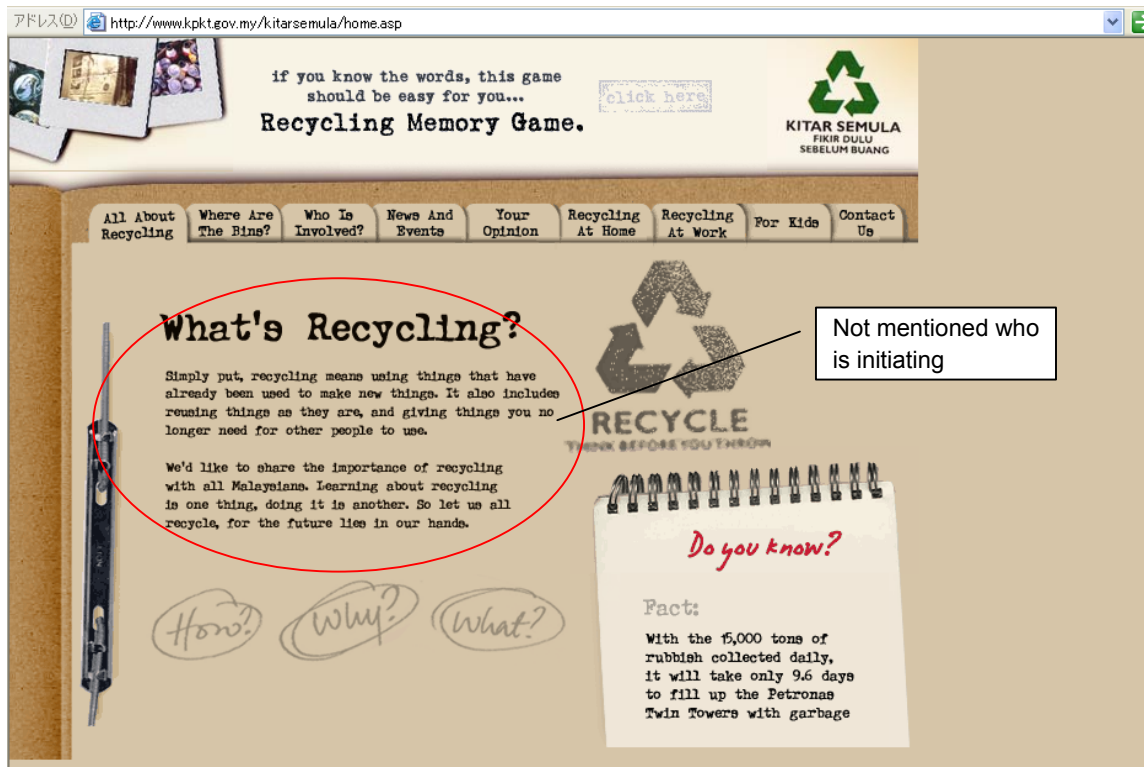 アドレス(D) http://www.kpkt.gov.my/kitarsemula/home.asp
if you know the words, this game
should be easy for you...
Recycling Memory Game.
click here
KITAR SEMULA
FIKIR DULU
SEBELUM BUANG
All About
Recycling
Where Are
The Bins?
Who Is
Involved?
News And
Events
Your
Opinion
Recycling
At Home
Recycling
At Work
For Kids
Contact
Us
What's Recycling?
Simply put, recycling means using things that have
already been used to make new things. It also includes
reusing things as they are, and giving things you no
longer need for other people to use.
We'd like to share the importance of recycling
with all Malaysians. Learning about recycling
is one thing, doing it is another. So let us all
recycle, for the future lies in our hands.
Not mentioned who
is initiating
RECYCLE
THINK BEFORE YOU THROW
How?
Why?
What?
Do you know?
Fact:
With the 15,000 tons of
rubbish collected daily,
it will take only 9.6 days
to fill up the Petronas
Twin Towers with garbage